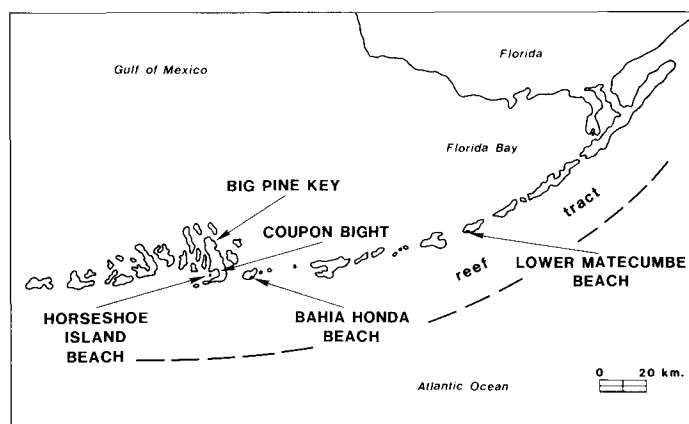 Florida
Gulf of Mexico
Florida Bay
BIG PINE KEY
COUPON BIGHT
tract
reef
LOWER MATECUMBE
BEACH
HORSESHOE
ISLAND
BEACH
BAHIA HONDA
BEACH
0 20 km.
Atlantic Ocean